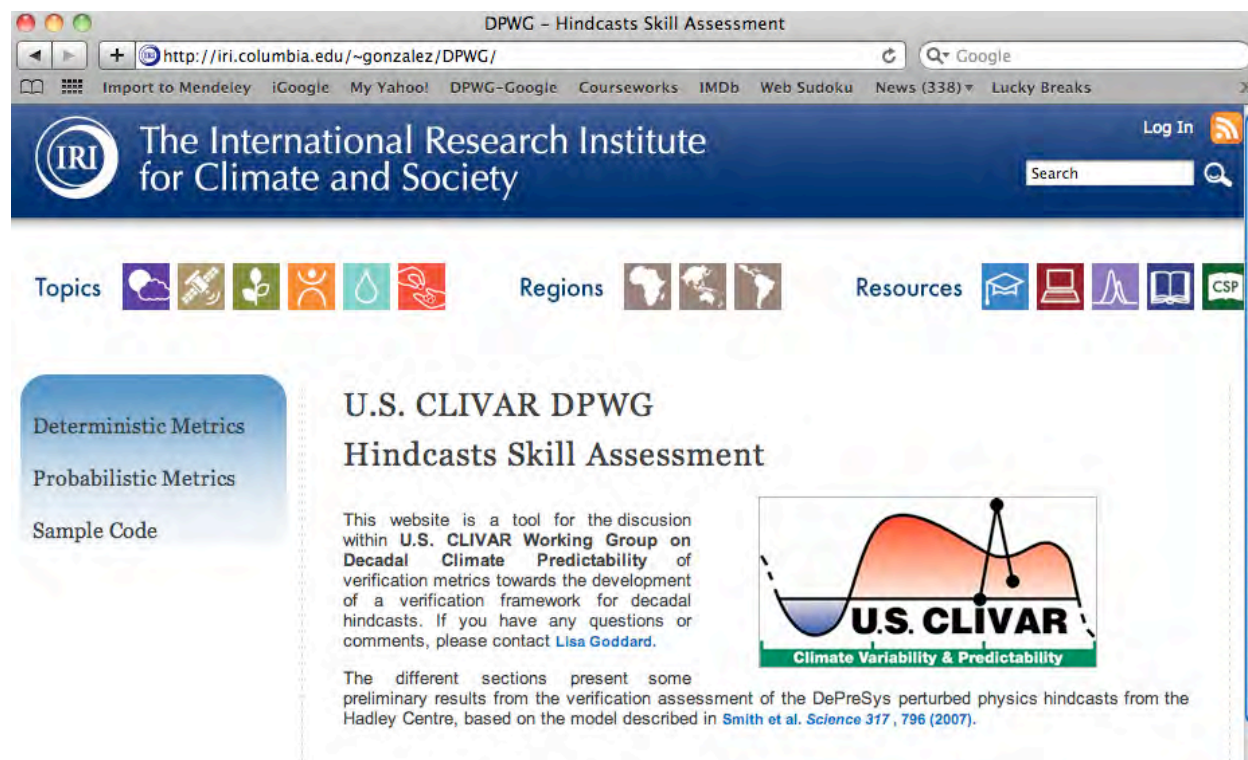 DPWG – Hindcasts Skill Assessment
http://iri.columbia.edu/~gonzalez/DPWG/
Google
Import to Mendeley iGoogle My Yahoo! DPWG-Google Courseworks IMDb Web Sudoku News (338) Lucky Breaks
IRI
The International Research Institute
for Climate and Society
Log In
Search
Topics
Regions
Resources
CSP
Deterministic Metrics
Probabilistic Metrics
Sample Code
U.S. CLIVAR DPWG
Hindcasts Skill Assessment
This website is a tool for the discusion
within U.S. CLIVAR Working Group on
Decadal Climate Predictability of
verification metrics towards the development
of a verification framework for decadal
hindcasts. If you have any questions or
comments, please contact Lisa Goddard.
U.S. CLIVAR
Climate Variability & Predictability
The different sections present some
preliminary results from the verification assessment of the DePreSys perturbed physics hindcasts from the
Hadley Centre, based on the model described in Smith et al. Science 317 , 796 (2007).